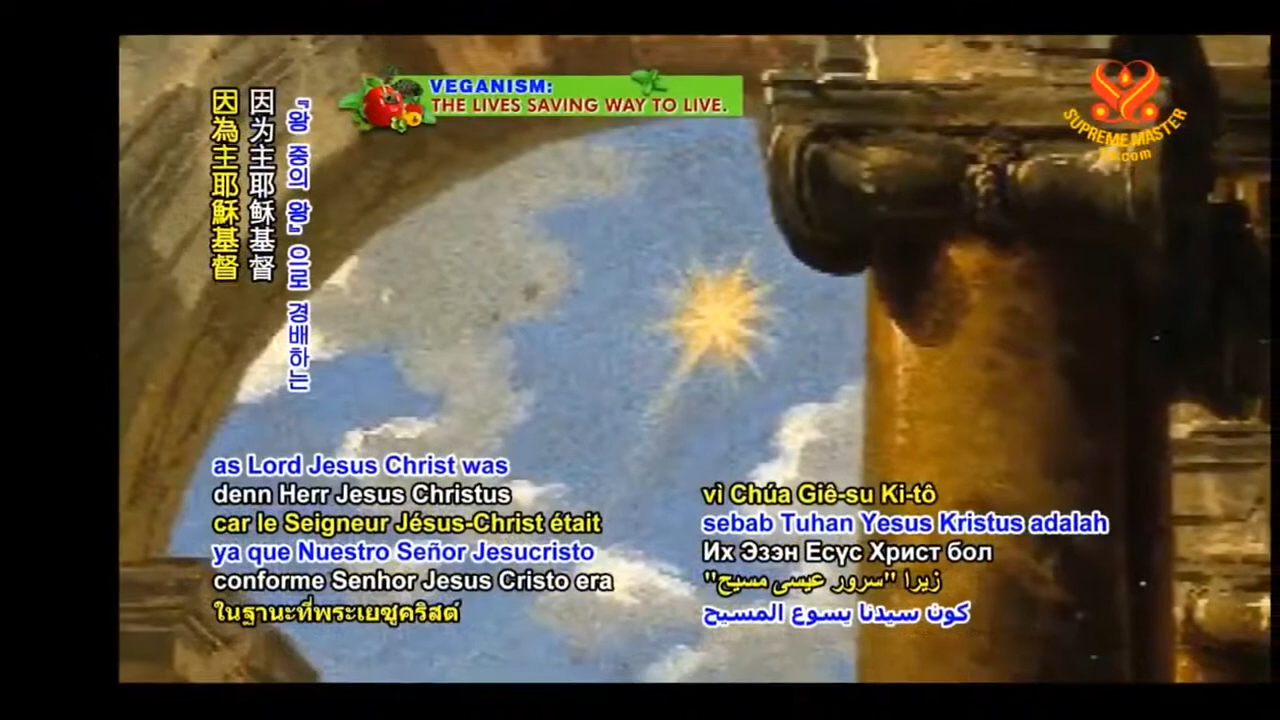 VEGANISM:
THE LIVES SAVING WAY TO LIVE.
SUPREME MASTER
『왕 중의 왕』으로 경배하는
因为主耶稣基督
因為主耶穌基督
as Lord Jesus Christ was
denn Herr Jesus Christus
car le Seigneur Jésus-Christ était
ya que Nuestro Señor Jesucristo
conforme Senhor Jesus Cristo era
ในฐานะที่พระเยซูคริสต์
vì Chúa Giê-su Ki-tô
sebab Tuhan Yesus Kristus adalah
Их Эзэн Есүс Христ бол
زیرا "سرور عیسی مسیح"
كون سيدنا يسوع المسيح